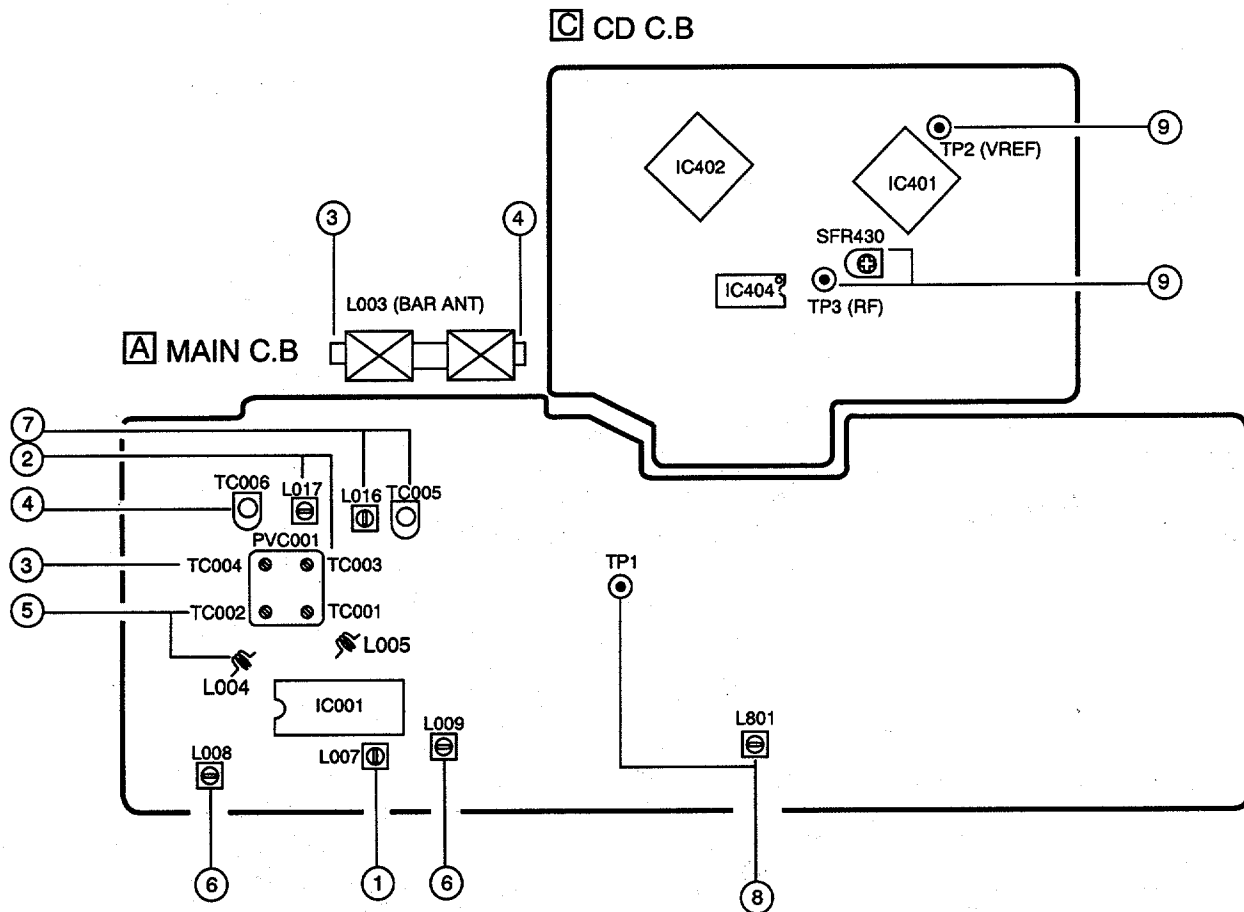 C CD C.B
9
TP2 (VREF)
IC402
IC401
3
4
SFR430
L003 (BAR ANT)
IC404
TP3 (RF)
9
A MAIN C.B
7
2
TC006
L017
L016
TC005
4
PVC001
3
TC004
TC003
TP1
5
TC002
TC001
L005
L004
IC001
L009
L801
L008
L007
6
1
6
8